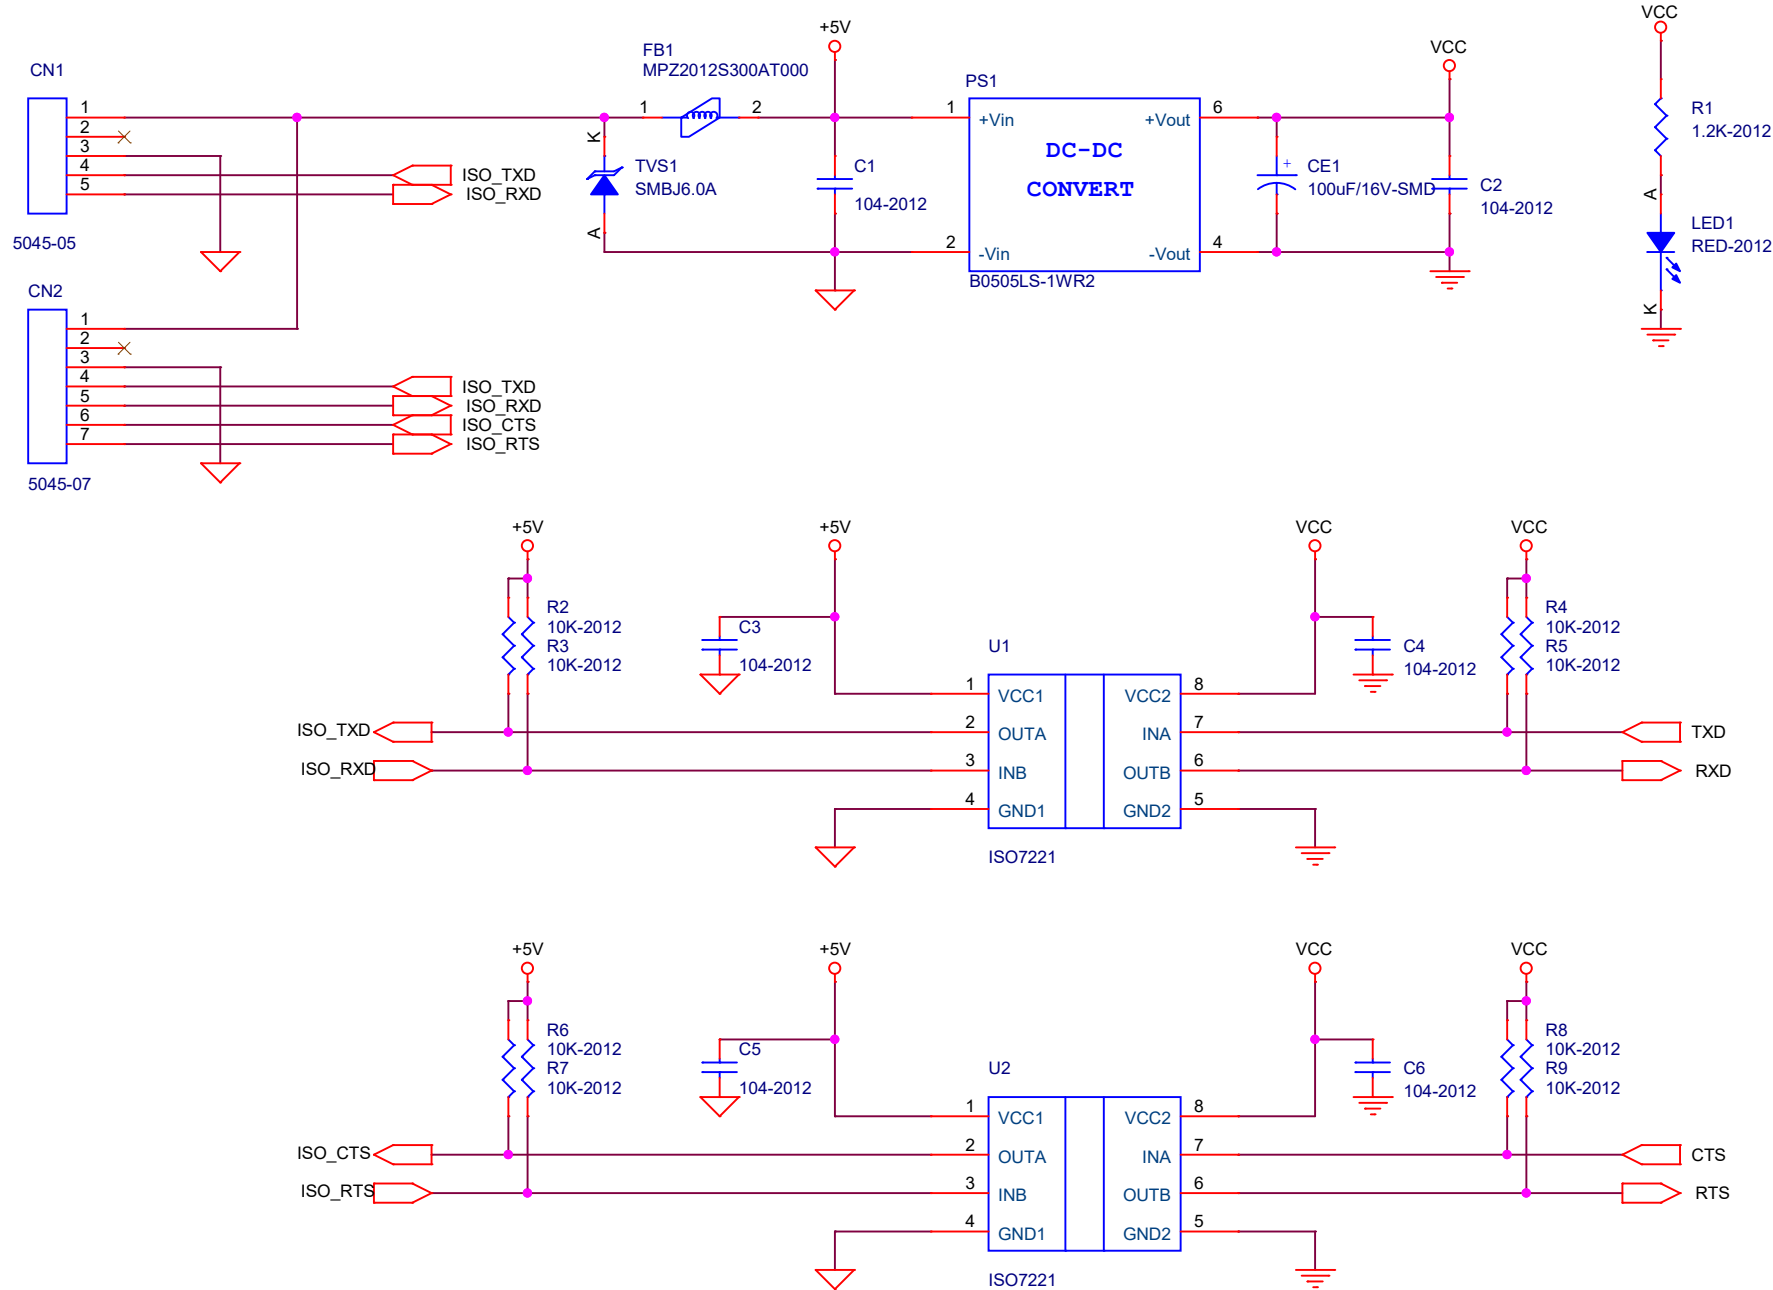 CN1
1
2
3
4
5
5045-05
ISO_TXD
ISO_RXD
CN2
1
2
3
4
5
6
7
5045-07
ISO_TXD
ISO_RXD
ISO_CTS
ISO_RTS
K
TVS1
SMBJ6.0A
A
FB1
MPZ2012S300AT000
1
2
+5V
C1
104-2012
PS1
1
+Vin
2
-Vin
DC-DC
CONVERT
+Vout
6
-Vout
4
B0505LS-1WR2
+
CE1
100uF/16V-SMD
VCC
C2
104-2012
VCC
R1
1.2K-2012
A
LED1
RED-2012
K
+5V
R2
10K-2012
R3
10K-2012
ISO_TXD
ISO_RXD
+5V
C3
104-2012
U1
1
VCC1
2
OUTA
3
INB
4
GND1
VCC2
8
INA
7
OUTB
6
GND2
5
ISO7221
VCC
C4
104-2012
VCC
R4
10K-2012
R5
10K-2012
TXD
RXD
+5V
R6
10K-2012
R7
10K-2012
ISO_CTS
ISO_RTS
+5V
C5
104-2012
U2
1
VCC1
2
OUTA
3
INB
4
GND1
VCC2
8
INA
7
OUTB
6
GND2
5
ISO7221
VCC
C6
104-2012
VCC
R8
10K-2012
R9
10K-2012
CTS
RTS